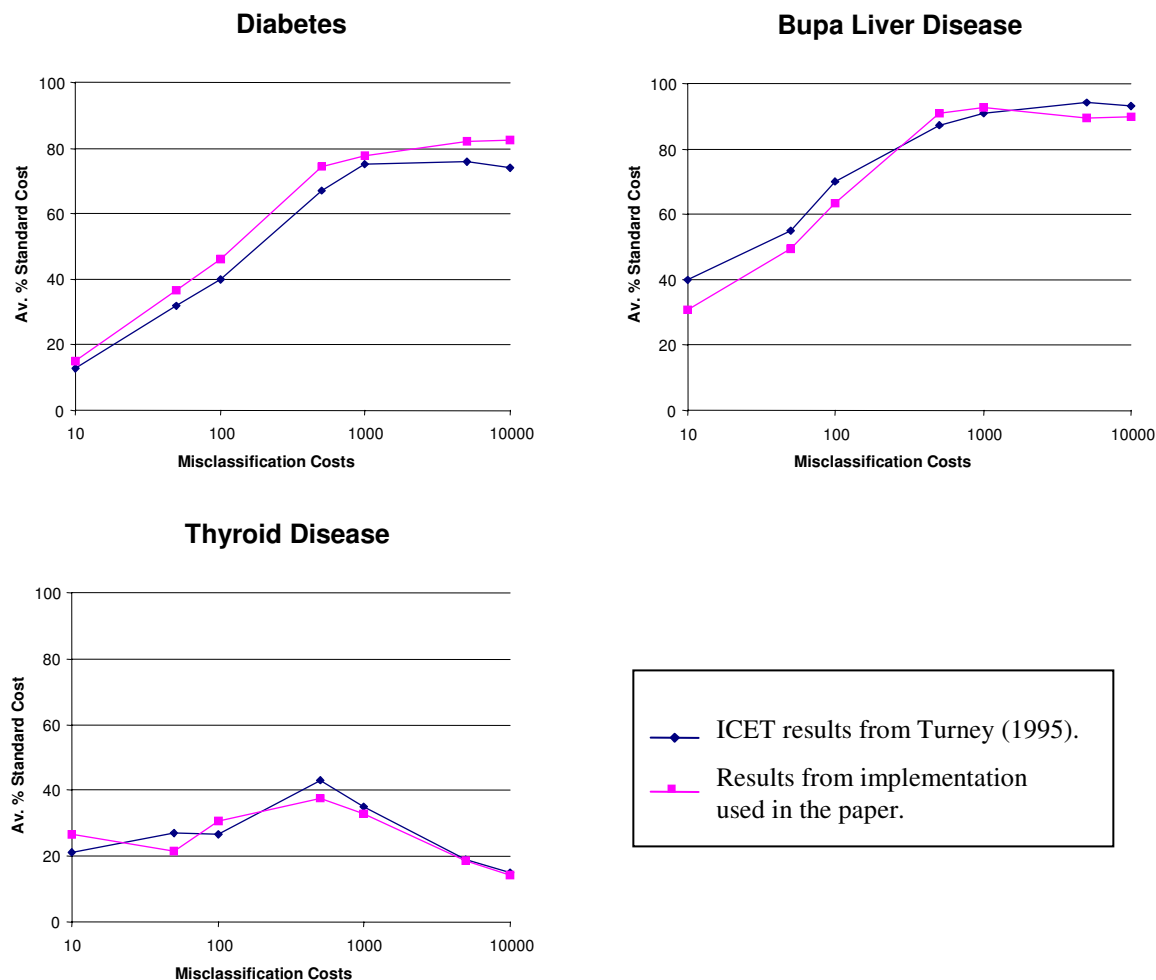 Diabetes
100
80
60
40
20
0
Av. % Standard Cost
10 100 1000 10000
Misclassification Costs
Bupa Liver Disease
100
80
60
40
20
0
Av. % Standard Cost
10 100 1000 10000
Misclassification Costs
Thyroid Disease
100
80
60
40
20
0
Av. % Standard Cost
10 100 1000 10000
Misclassification Costs
ICET results from Turney (1995).
Results from implementation
used in the paper.